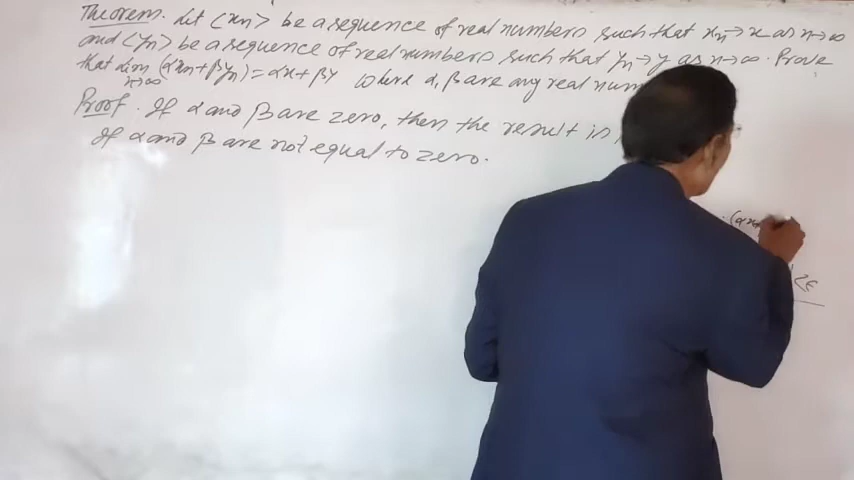 Theorem. Let <xn> be a sequence of real numbers such that xn→x as n→∞
and <yn> be a sequence of real numbers such that yn→y as n→∞. Prove
that lim n→∞ (αxn+βyn)=αx+βy where α, β are any real num
Proof. If α and β are zero, then the result is
If α and β are not equal to zero.
(αx
2ε